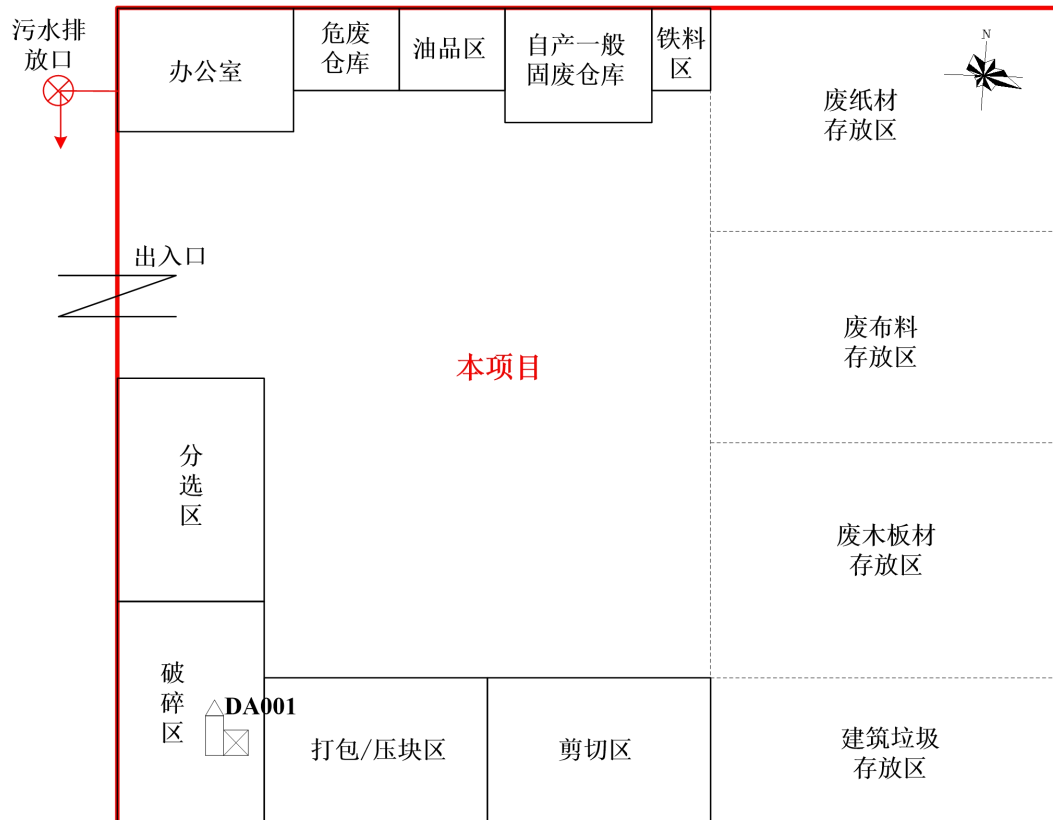 污水排
放口
办公室
危废
仓库
油品区
自产一般
固废仓库
铁料
区
N
废纸材
存放区
出入口
本项目
废布料
存放区
分
选
区
废木板材
存放区
破
碎
区
DA001
打包/压块区
剪切区
建筑垃圾
存放区